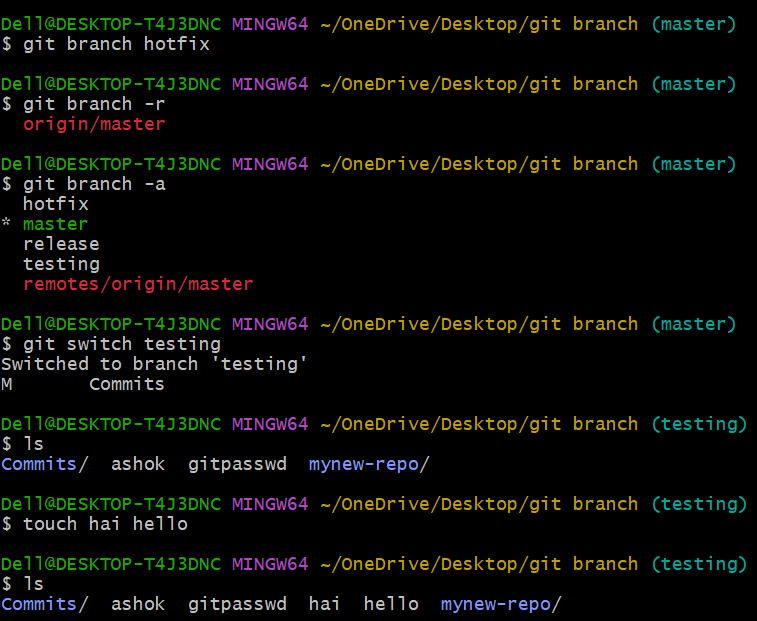 Dell@DESKTOP-T4J3DNC MINGW64 ~/OneDrive/Desktop/git branch (master)
$ git branch hotfix
Dell@DESKTOP-T4J3DNC MINGW64 ~/OneDrive/Desktop/git branch (master)
$ git branch -r
  origin/master
Dell@DESKTOP-T4J3DNC MINGW64 ~/OneDrive/Desktop/git branch (master)
$ git branch -a
  hotfix
* master
  release
  testing
  remotes/origin/master
Dell@DESKTOP-T4J3DNC MINGW64 ~/OneDrive/Desktop/git branch (master)
$ git switch testing
Switched to branch 'testing'
M       Commits
Dell@DESKTOP-T4J3DNC MINGW64 ~/OneDrive/Desktop/git branch (testing)
$ ls
Commits/  ashok  gitpasswd  mynew-repo/
Dell@DESKTOP-T4J3DNC MINGW64 ~/OneDrive/Desktop/git branch (testing)
$ touch hai hello
Dell@DESKTOP-T4J3DNC MINGW64 ~/OneDrive/Desktop/git branch (testing)
$ ls
Commits/  ashok  gitpasswd  hai  hello  mynew-repo/